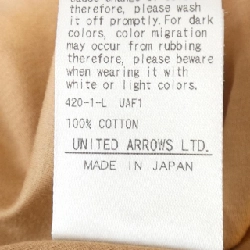 therefore, please wash
it off promptly. For dark
colors, color migration
may occur from rubbing
therefore, please beware
when wearing it with
white or light colors.
420-1-L UAF1
100% COTTON
UNITED ARROWS LTD.
MADE IN JAPAN